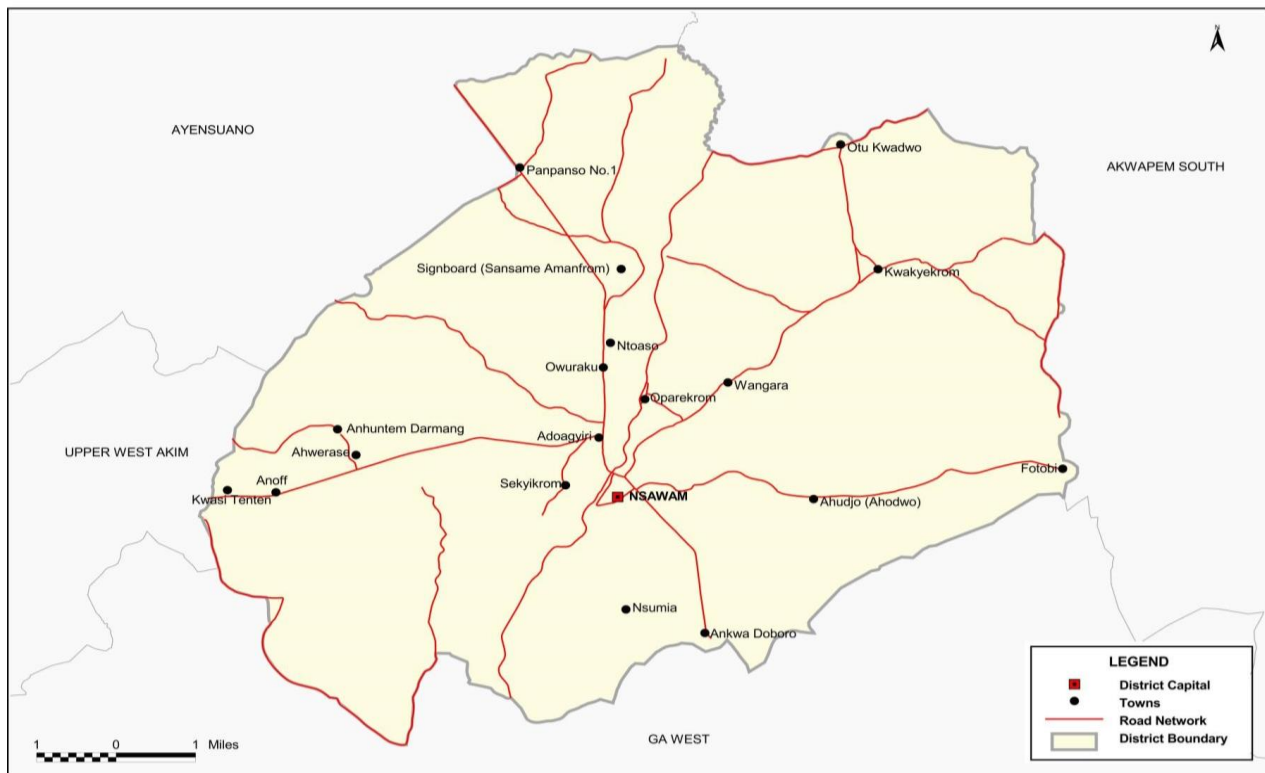 N
AYENSUANO
Otu Kwadwo
AKWAPEM SOUTH
Panpanso No.1
Signboard (Sansame Amanfrom)
Kwakyekrom
Ntoaso
Owuraku
Wangara
Oparekrom
Anhuntem Darmang
Adoagyiri
UPPER WEST AKIM
Ahwerase
Fotobi
Anoff
Sekyikrom
Kwasi Tenten
NSAWAM
Ahudjo (Ahodwo)
Nsumia
Ankwa Doboro
LEGEND
District Capital
Towns
Road Network
District Boundary
GA WEST
1 0 1 Miles